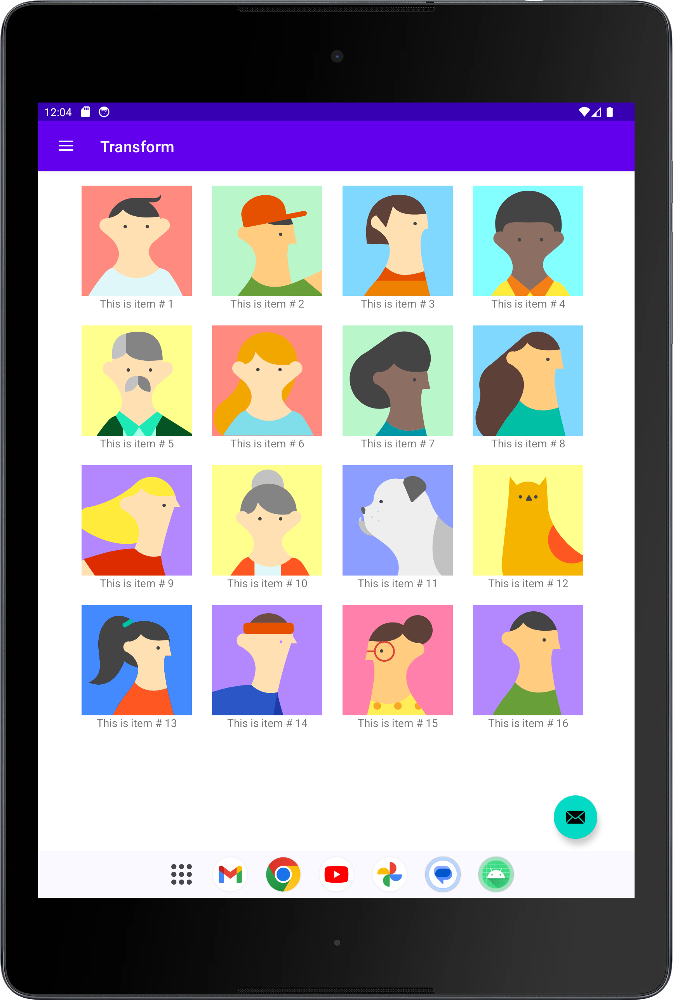 12:04
Transform
This is item # 1
This is item # 2
This is item # 3
This is item # 4
This is item # 5
This is item # 6
This is item # 7
This is item # 8
This is item # 9
This is item # 10
This is item # 11
This is item # 12
This is item # 13
This is item # 14
This is item # 15
This is item # 16